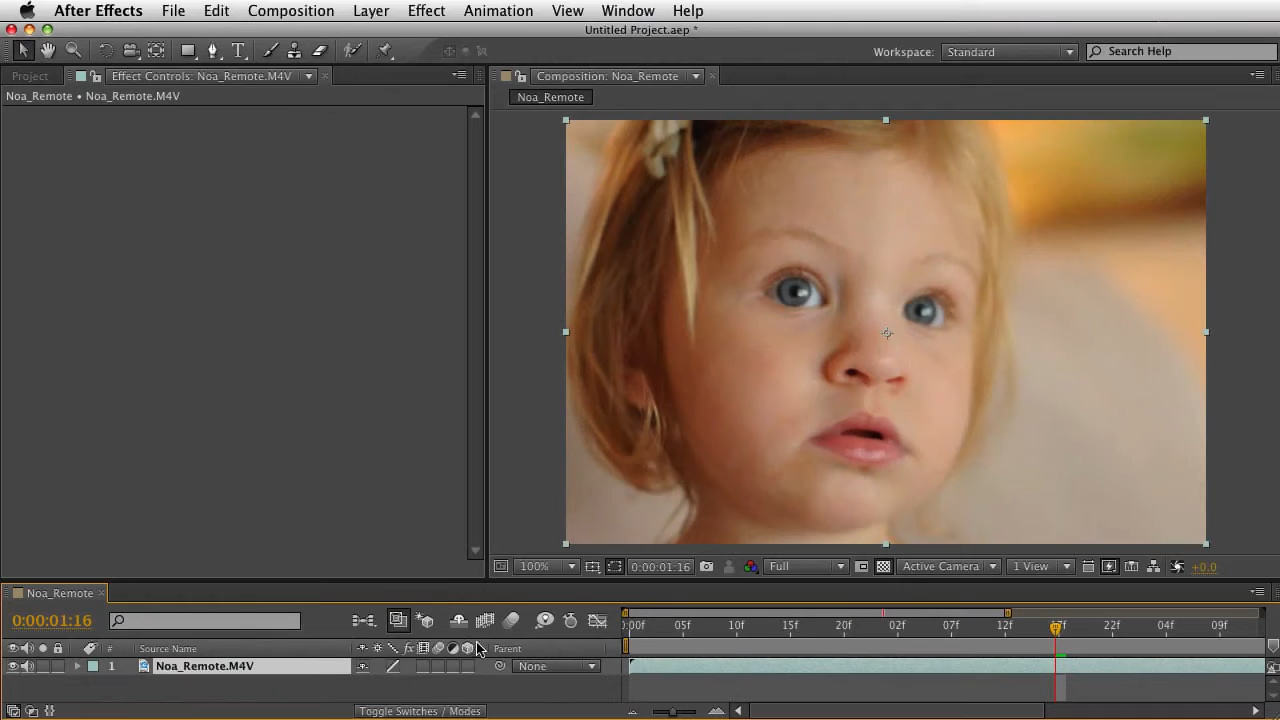 After Effects File Edit Composition Layer Effect Animation View Window Help
Untitled Project.aep *
T Workspace: Standard Search Help
Project Effect Controls: Noa_Remote.M4V Composition: Noa_Remote
Noa_Remote • Noa_Remote.M4V
Noa_Remote
100% 0:00:01:16 Full Active Camera 1 View +0.0
Noa_Remote
0:00:01:16
:00f 05f 10f 15f 20f 02f 07f 12f 17f 22f 04f 09f
# Source Name fx Parent
1 Noa_Remote.M4V None
Toggle Switches / Modes